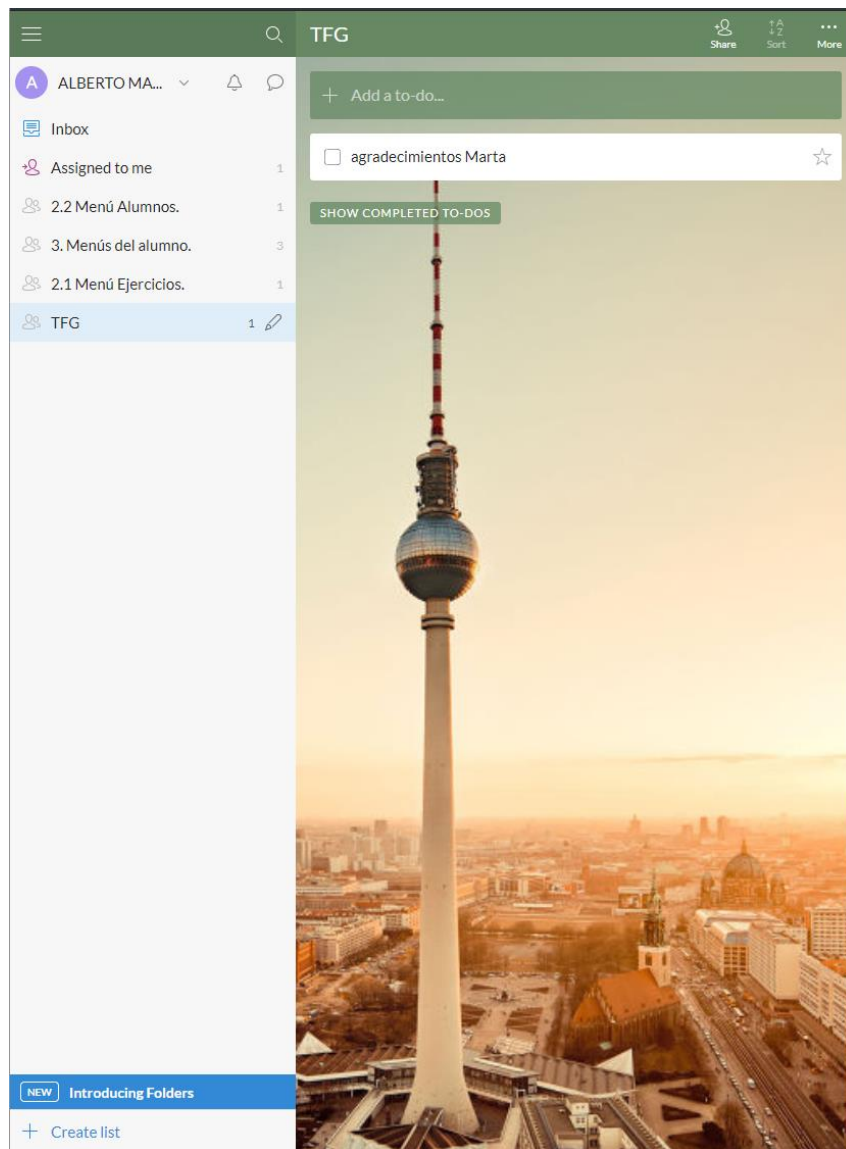 TFG
Share
Sort
More
A ALBERTO MA...
Inbox
Assigned to me 1
2.2 Menú Alumnos. 1
3. Menús del alumno. 3
2.1 Menú Ejercicios. 1
TFG 1
NEW Introducing Folders
+ Create list
+ Add a to-do...
agradecimientos Marta
SHOW COMPLETED TO-DOS